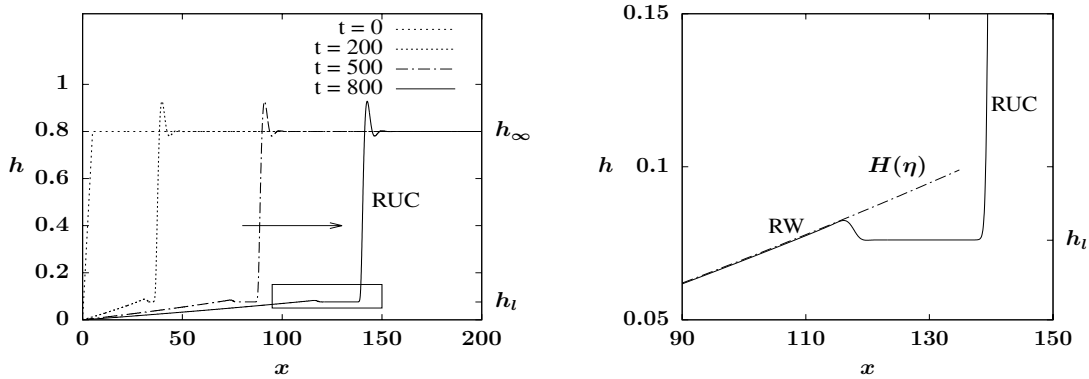 t = 0
t = 200
t = 500
t = 800
1
0.8
0.6
0.4
0.2
0
h
h∞
RUC
hl
0 50 100 150 200
x
0.15
0.1
0.05
h
RUC
H(η)
RW
hl
90 110 130 150
x